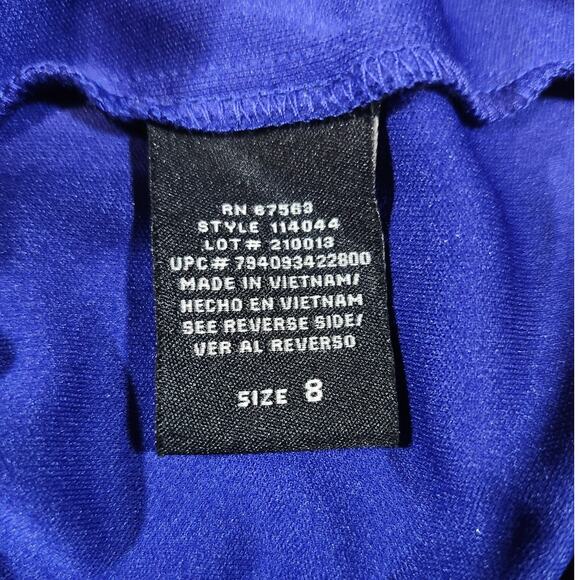 RN 67563
STYLE 114044
LOT# 210013
UPC# 794093422800
MADE IN VIETNAM/
HECHO EN VIETNAM
SEE REVERSE SIDE/
VER AL REVERSO
SIZE 8